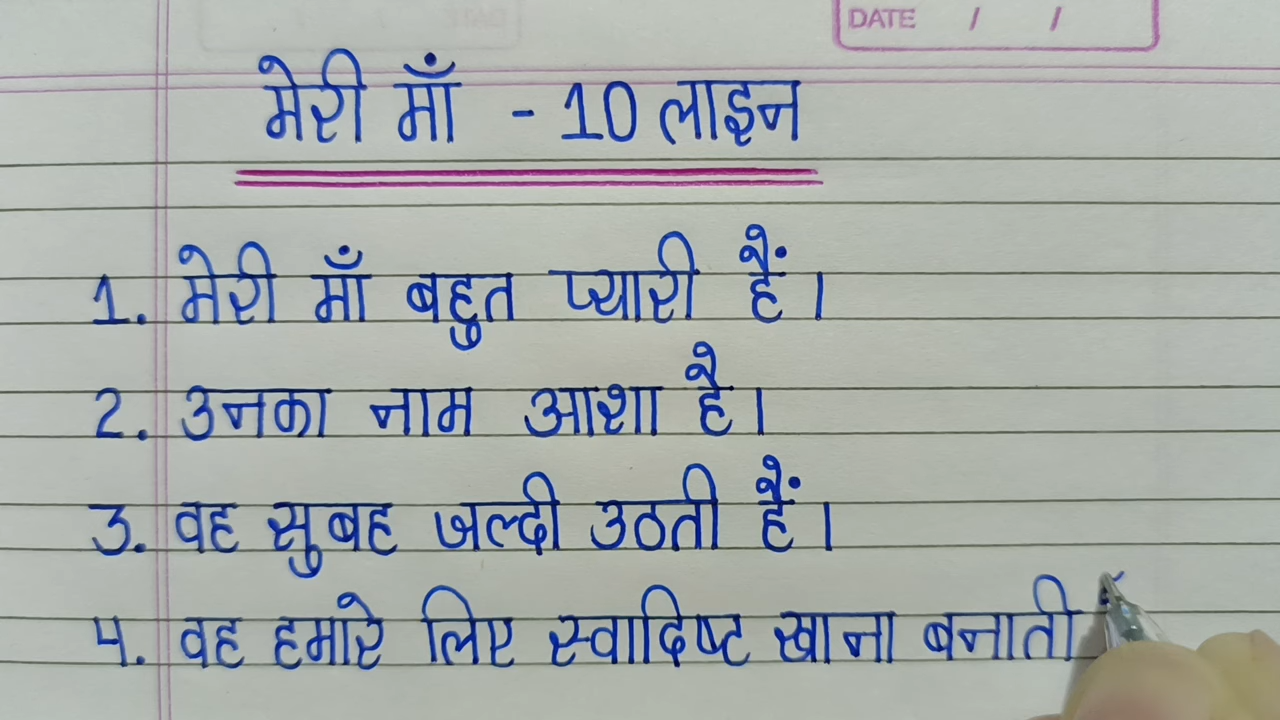 DATE / /
मेरी माँ - 10 लाइन
1. मेरी माँ बहुत प्यारी हैं।
2. उनका नाम आशा है।
3. वह सुबह जल्दी उठती हैं।
4. वह हमारे लिए स्वादिष्ट खाना बनाती